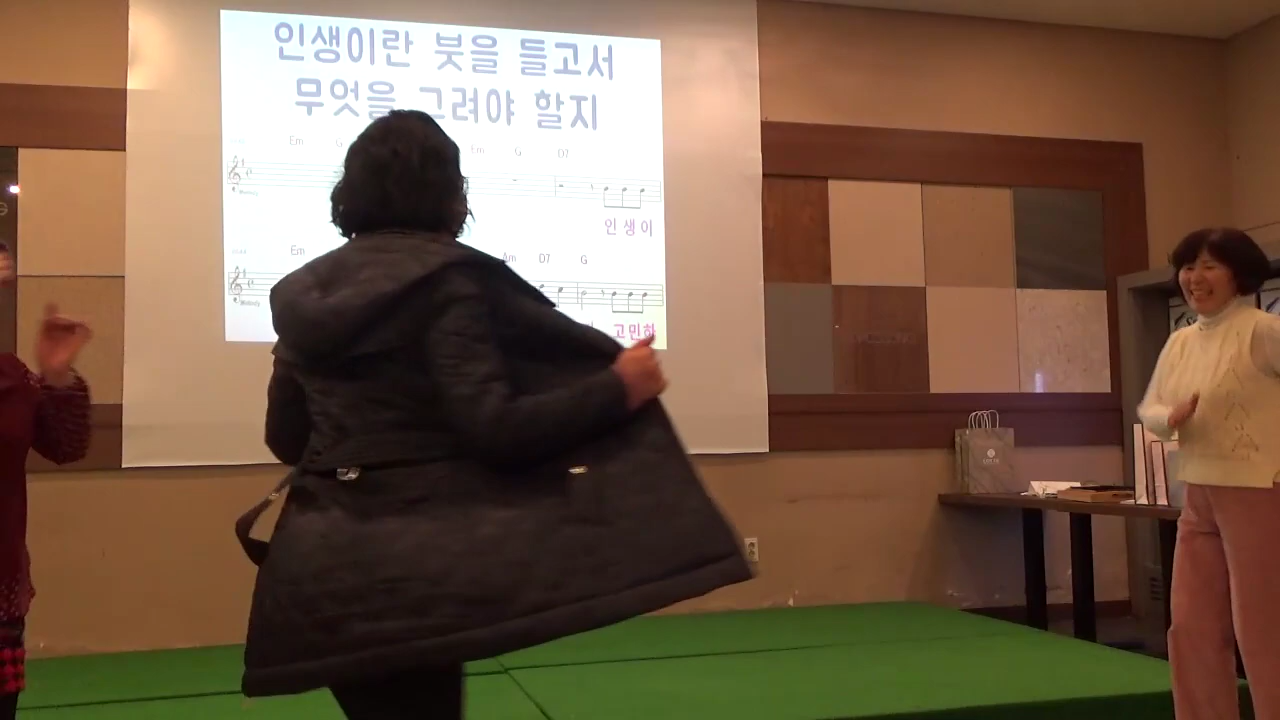 인생이란 붓을 들고서
무엇을 그려야 할지
Em G Em G D7
인 생 이
Em Am D7 G
고 민 하